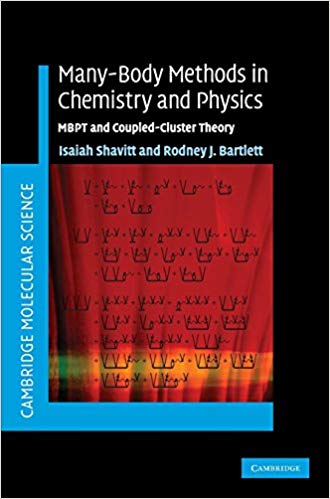 Many-Body Methods in
Chemistry and Physics
MBPT and Coupled-Cluster Theory
Isaiah Shavitt and Rodney J. Bartlett
CAMBRIDGE MOLECULAR SCIENCE
CAMBRIDGE